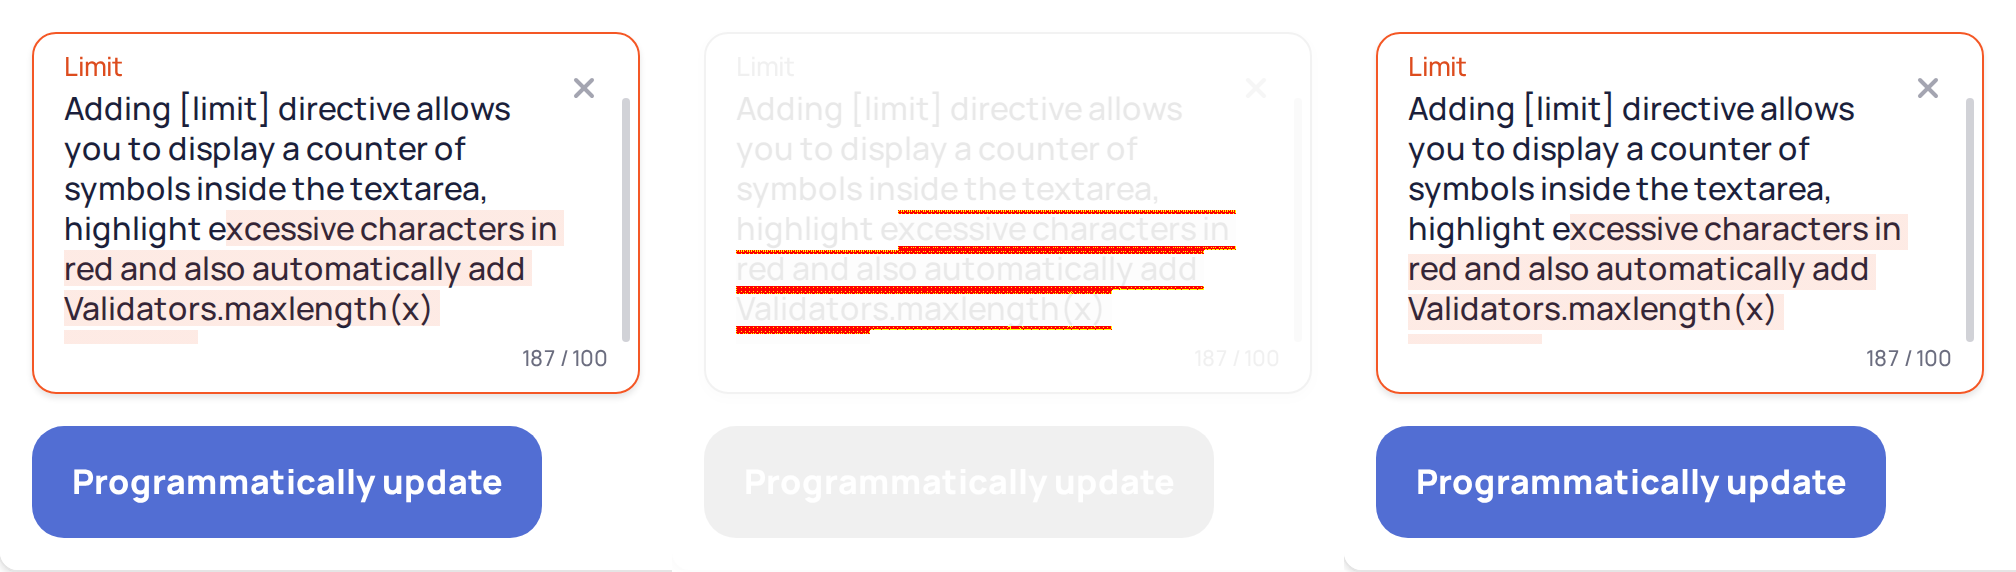 Limit
Adding [limit] directive allows
you to display a counter of
symbols inside the textarea,
highlight excessive characters in
red and also automatically add
Validators.maxlength(x)
187 / 100
Programmatically update
Limit
Adding [limit] directive allows
you to display a counter of
symbols inside the textarea,
highlight excessive characters in
red and also automatically add
Validators.maxlength(x)
187 / 100
Programmatically update
Limit
Adding [limit] directive allows
you to display a counter of
symbols inside the textarea,
highlight excessive characters in
red and also automatically add
Validators.maxlength(x)
187 / 100
Programmatically update